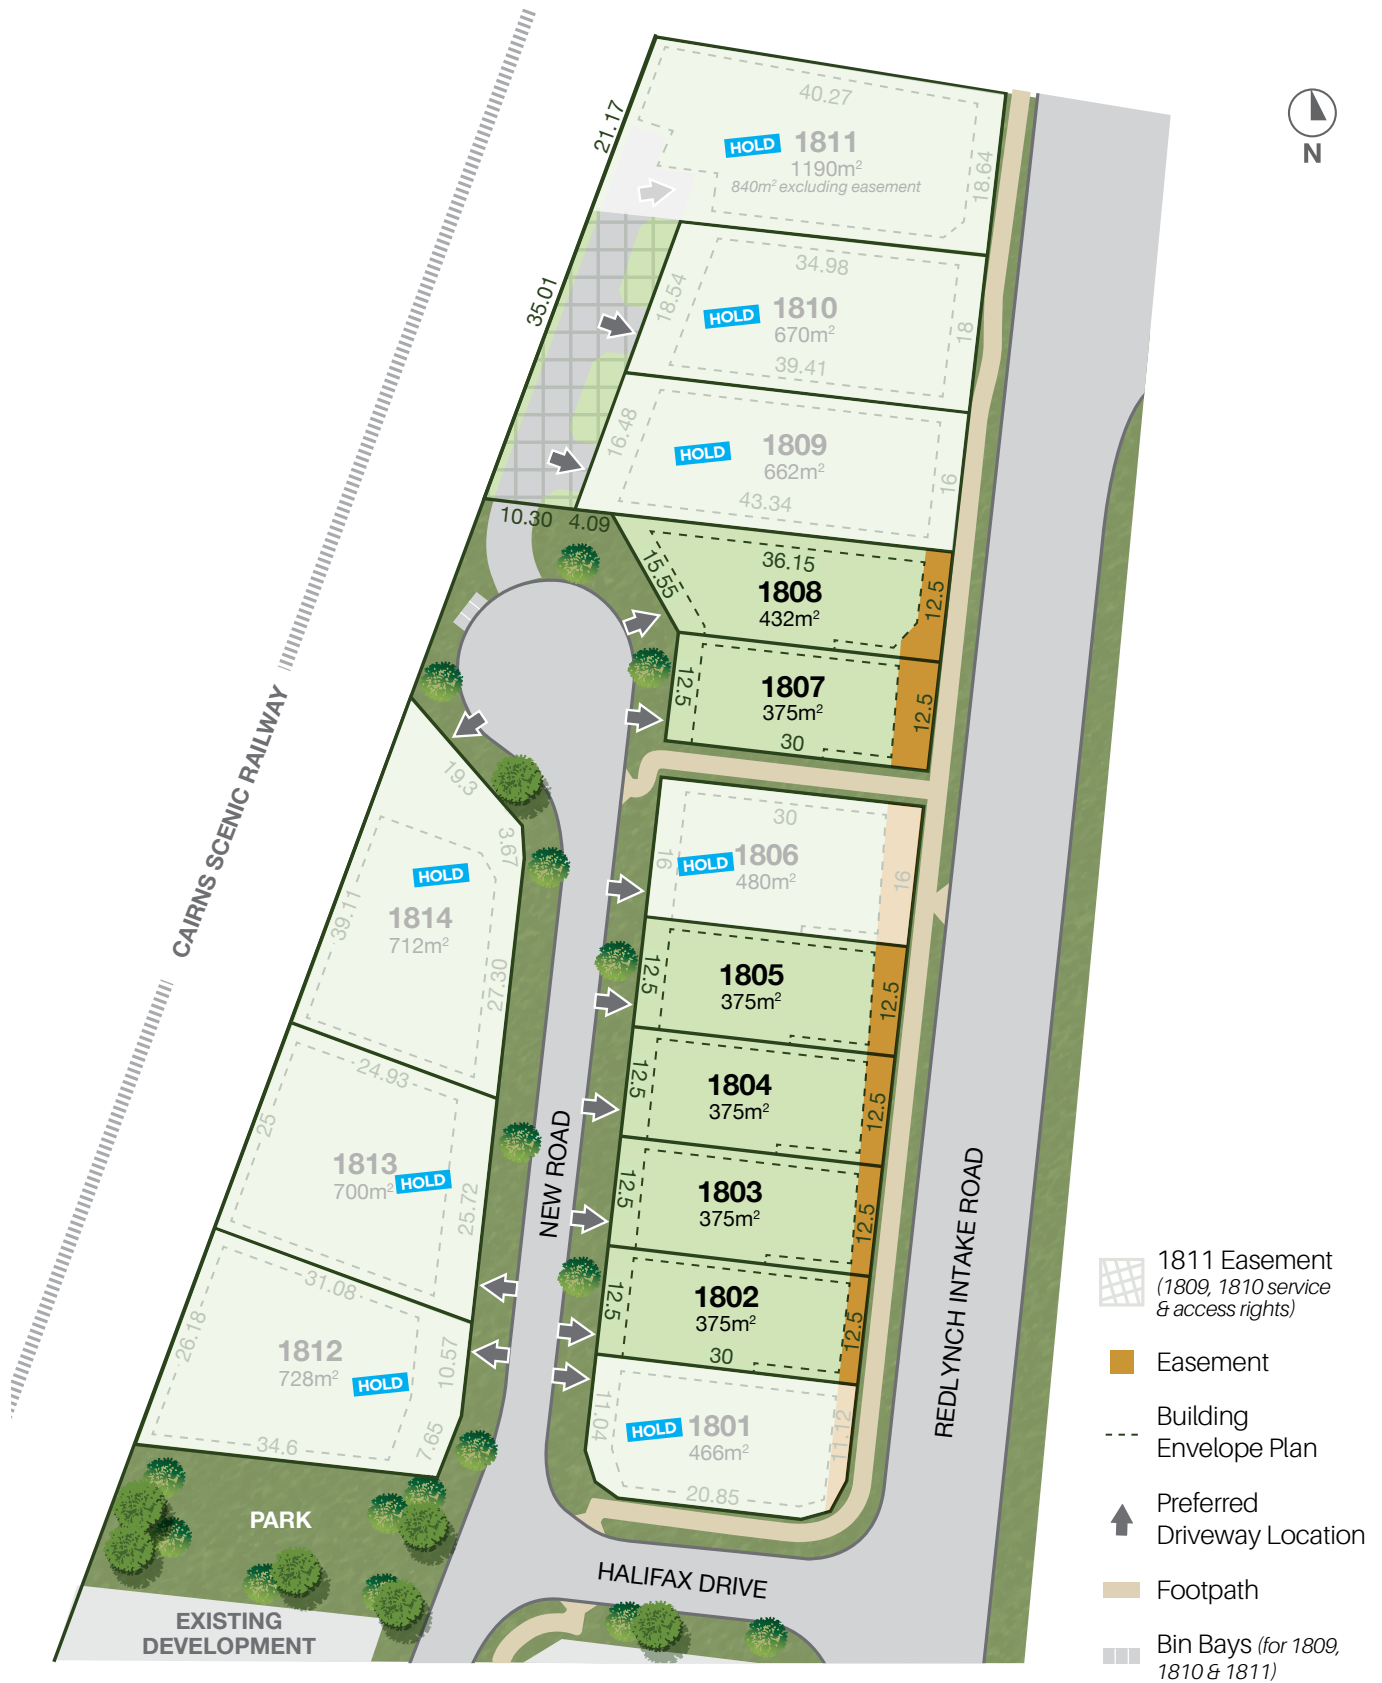 N
40.27
21.17
HOLD
1811
1190m²
840m² excluding easement
18.64
35.01
34.98
18.54
HOLD
1810
670m²
18
39.41
16.48
HOLD
1809
662m²
16
43.34
10.30
4.09
15.55
36.15
1808
432m²
12.5
12.5
1807
375m²
12.5
30
CAIRNS SCENIC RAILWAY
19.3
3.67
HOLD
1814
712m²
39.11
27.30
30
16
HOLD
1806
480m²
16
12.5
1805
375m²
12.5
12.5
1804
375m²
12.5
24.93
25
1813
700m²
HOLD
25.72
NEW ROAD
12.5
1803
375m²
12.5
REDLYNCH INTAKE ROAD
31.08
26.18
1812
728m²
HOLD
10.57
7.65
34.6
12.5
1802
375m²
12.5
30
11.04
HOLD
1801
466m²
11.12
20.85
PARK
HALIFAX DRIVE
EXISTING
DEVELOPMENT
1811 Easement
(1809, 1810 service
& access rights)
Easement
Building
Envelope Plan
Preferred
Driveway Location
Footpath
Bin Bays (for 1809,
1810 & 1811)